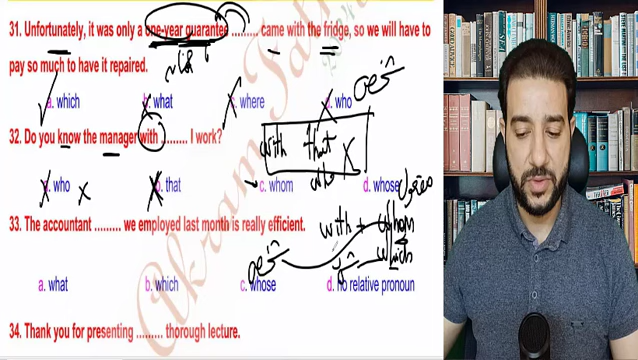 31. Unfortunately, it was only a one-year guarantee ......... came with the fridge, so we will have to
pay so much to have it repaired.
a. which b. what c. where d. who
32. Do you know the manager with ......... I work?
with that
who
a. who b. that c. whom d. whose
33. The accountant ......... we employed last month is really efficient.
with + whom
which
a. what b. which c. whose d. no relative pronoun
34. Thank you for presenting ......... thorough lecture.
Akram